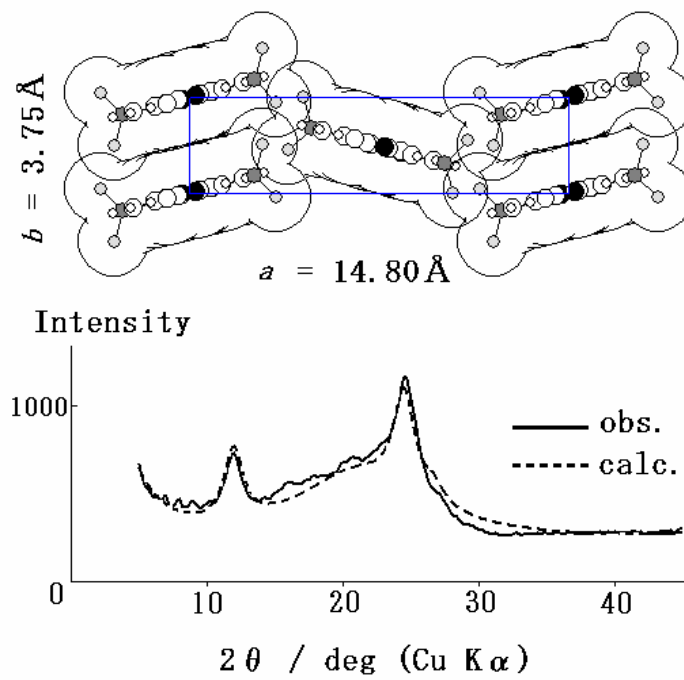 b = 3.75Å
a = 14.80Å
Intensity
1000
obs.
calc.
0
10
20
30
40
2θ / deg (Cu Kα)